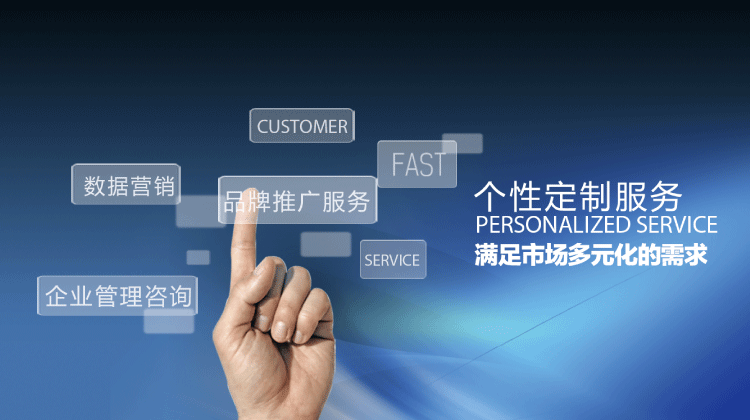 CUSTOMER
FAST
数据营销
品牌推广服务
个性定制服务
PERSONALIZED SERVICE
满足市场多元化的需求
SERVICE
企业管理咨询